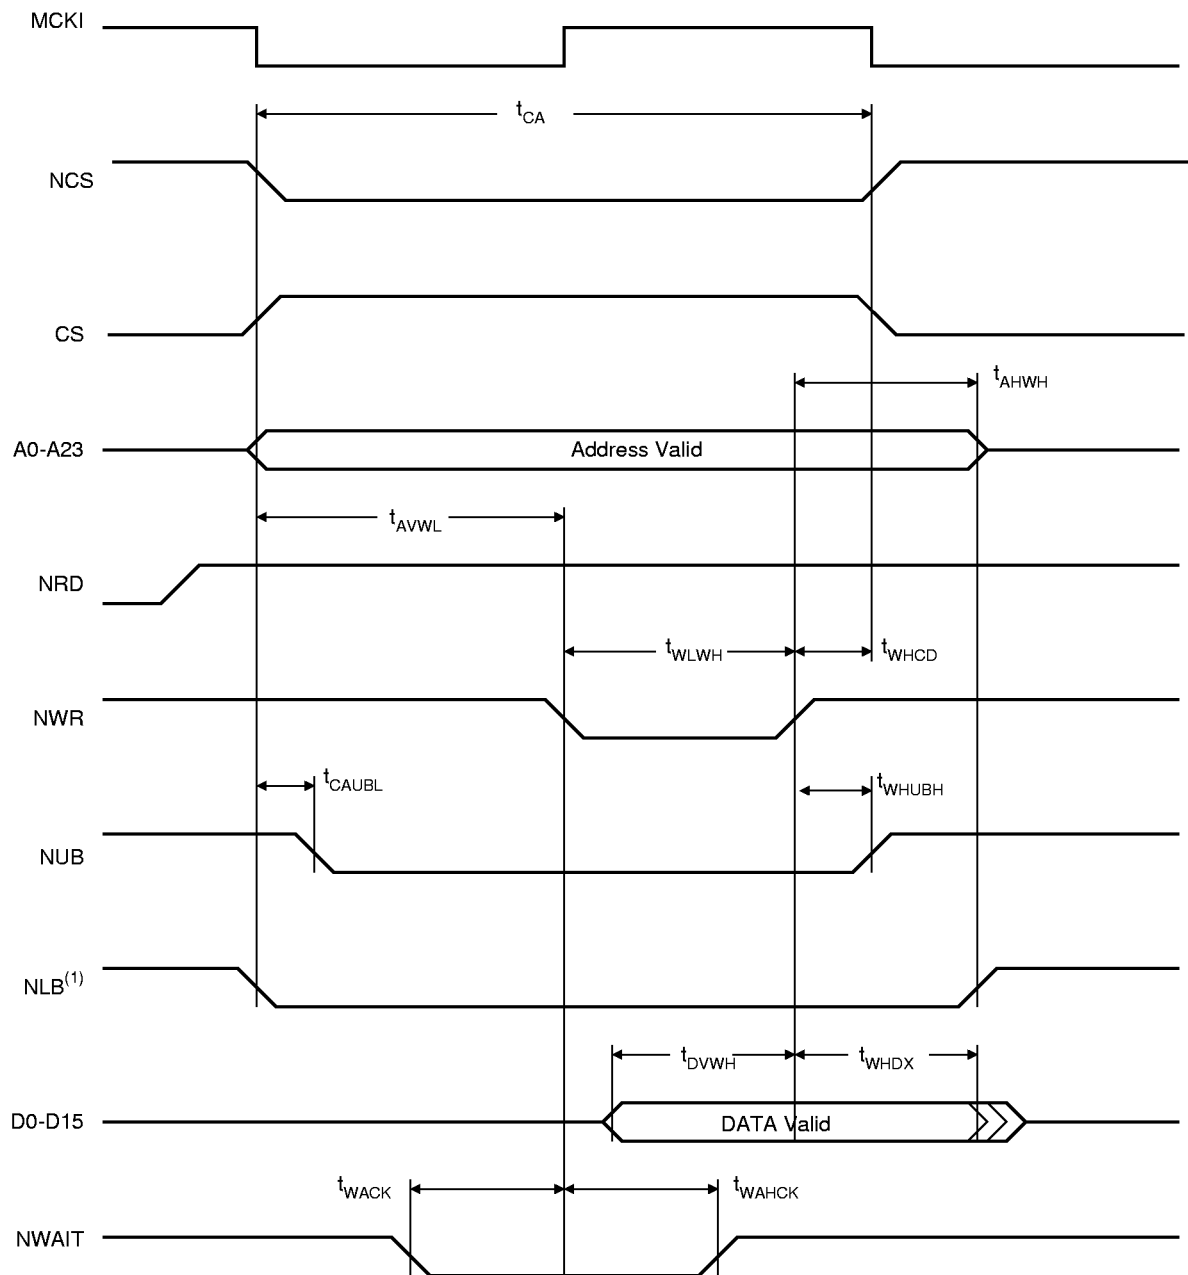 MCKI
tCA
NCS
CS
tAHWH
A0-A23
Address Valid
tAVWL
NRD
tWLWH
tWHCD
NWR
tCAUBL
tWHUBH
NUB
NLB(1)
tDVWH
tWHDX
D0-D15
DATA Valid
tWACK
tWAHCK
NWAIT